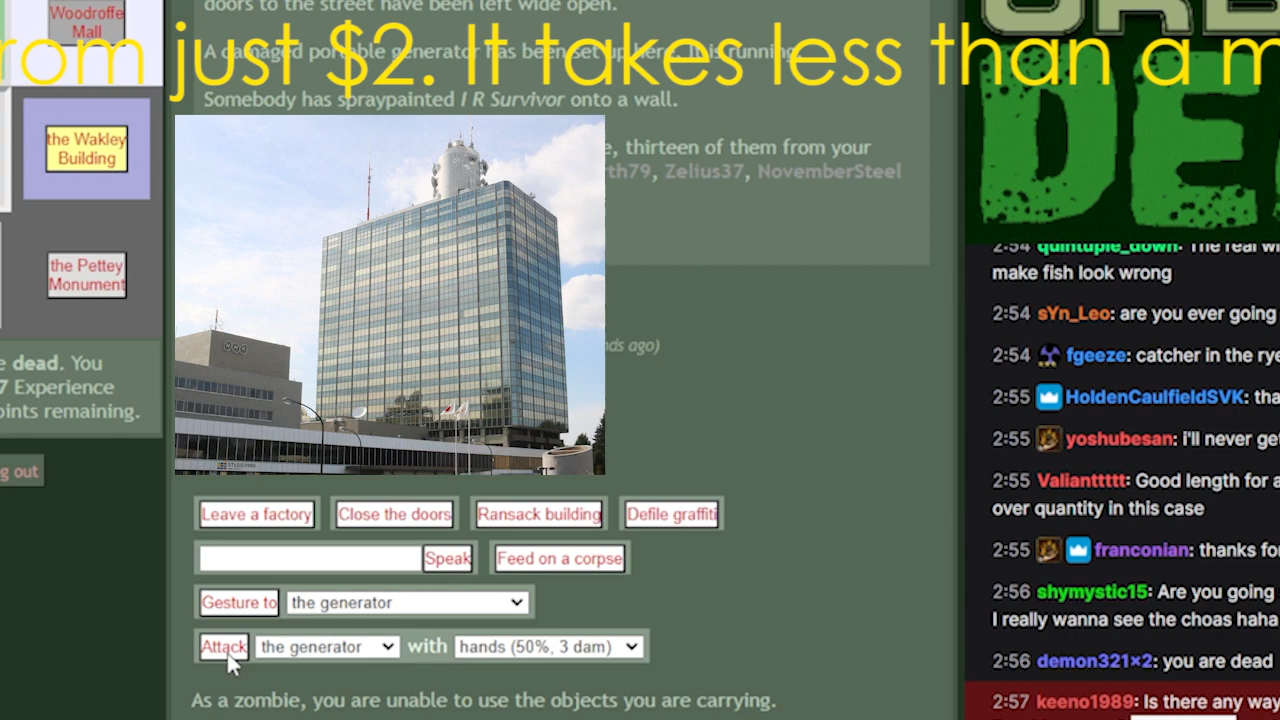 Woodroffe
Mall
the Wakley
Building
the Pettey
Monument
dead. You
7 Experience
oints remaining.
g out
rom just $2. It takes less than a m
doors to the street have been left wide open.
A damaged portable generator has been set up here. It is running.
Somebody has spraypainted I R Survivor onto a wall.
e, thirteen of them from your
rth79, Zelius37, NovemberSteel
nds ago)
NHK
STUDIO PARK
Leave a factory
Close the doors
Ransack building
Defile graffiti
Speak
Feed on a corpse
Gesture to
the generator
Attack
the generator
with
hands (50%, 3 dam)
As a zombie, you are unable to use the objects you are carrying.
DE
2:54 quintuple_down: The real wi
make fish look wrong
2:54 sYn_Leo: are you ever going
2:54 fgeeze: catcher in the rye
2:55 HoldenCaulfieldSVK: tha
2:55 yoshubesan: i'll never get
2:55 Valianttttt: Good length for a
over quantity in this case
2:55 franconian: thanks fo
2:56 shymystic15: Are you going
I really wanna see the choas haha
2:56 demon321x2: you are dead
2:57 keeno1989: Is there any way